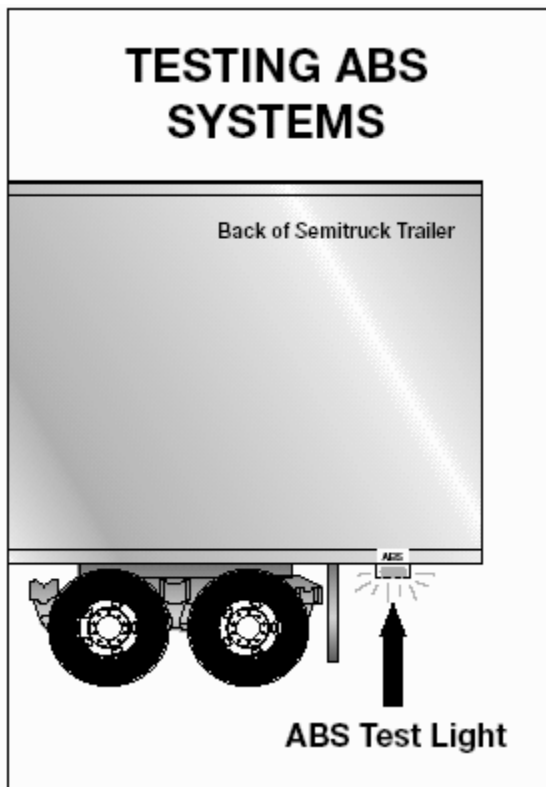 TESTING ABS
SYSTEMS
Back of Semitruck Trailer
ABS
ABS Test Light